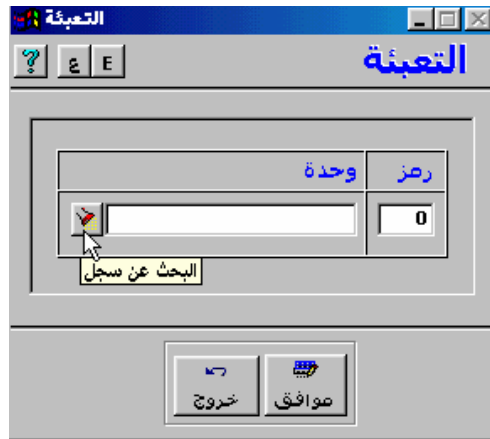 التعبئة
? ع E
التعبئة
رمز وحدة
0
البحث عن سجل
موافق خروج